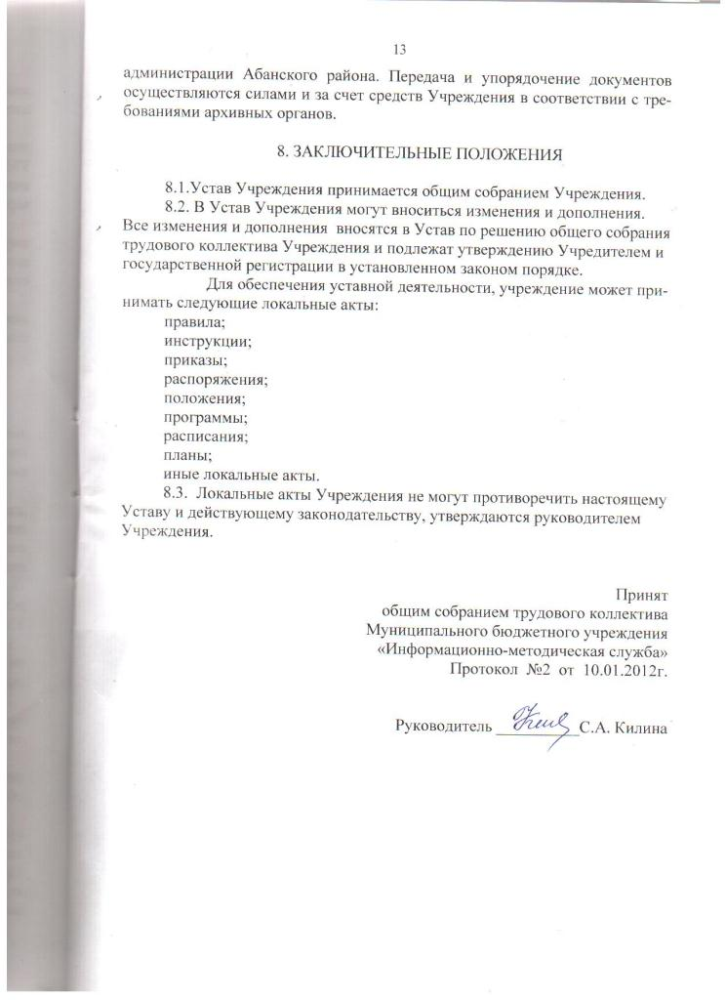 13
администрации Абанского района. Передача и упорядочение документов
осуществляются силами и за счет средств Учреждения в соответствии с тре-
бованиями архивных органов.
8. ЗАКЛЮЧИТЕЛЬНЫЕ ПОЛОЖЕНИЯ
8.1.Устав Учреждения принимается общим собранием Учреждения.
8.2. В Устав Учреждения могут вноситься изменения и дополнения.
Все изменения и дополнения вносятся в Устав по решению общего собрания
трудового коллектива Учреждения и подлежат утверждению Учредителем и
государственной регистрации в установленном законом порядке.
Для обеспечения уставной деятельности, учреждение может при-
нимать следующие локальные акты:
правила;
инструкции;
приказы;
распоряжения;
положения;
программы;
расписания;
планы;
иные локальные акты.
8.3. Локальные акты Учреждения не могут противоречить настоящему
Уставу и действующему законодательству, утверждаются руководителем
Учреждения.
Принят
общим собранием трудового коллектива
Муниципального бюджетного учреждения
«Информационно-методическая служба»
Протокол №2 от 10.01.2012г.
Руководитель __________С.А. Килина